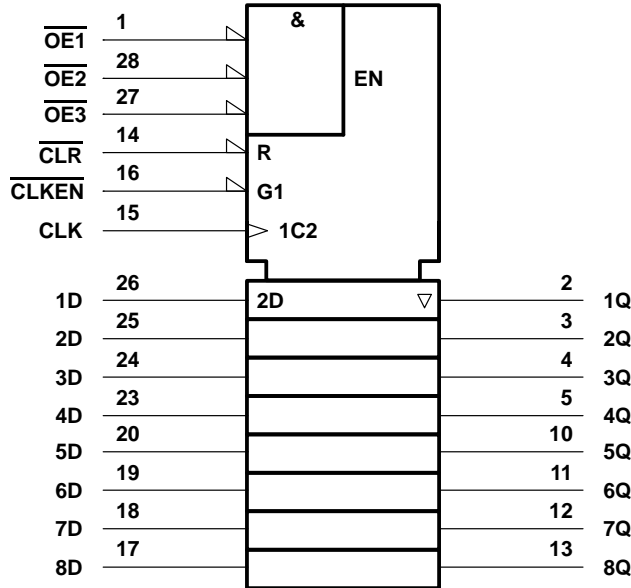 &
1
OE1
EN
28
OE2
27
OE3
14
CLR
R
16
CLKEN
G1
15
CLK
1C2
26
1D
2D
2
1Q
25
2D
3
2Q
24
3D
4
3Q
23
4D
5
4Q
20
5D
10
5Q
19
6D
11
6Q
18
7D
12
7Q
17
8D
13
8Q